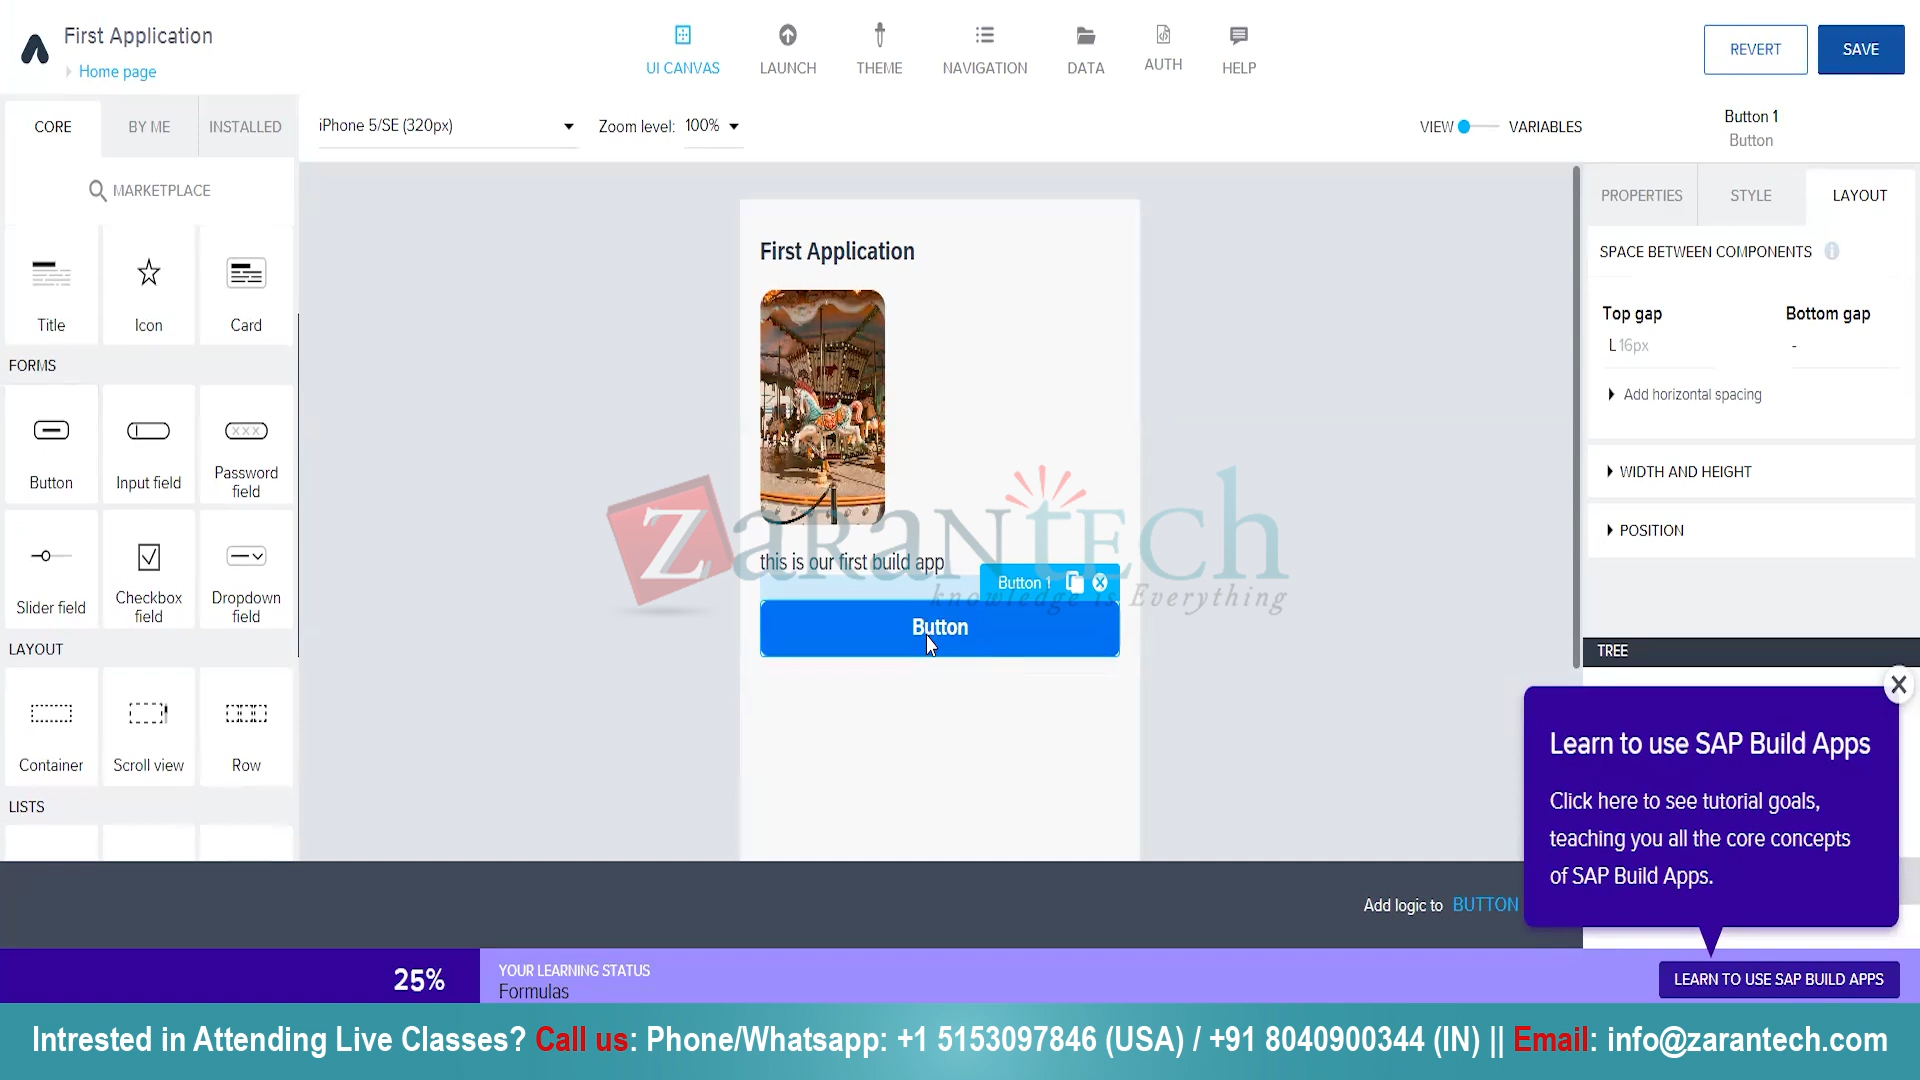 First Application
Home page
UI CANVAS
LAUNCH
THEME
NAVIGATION
DATA
AUTH
HELP
REVERT
SAVE
CORE
BY ME
INSTALLED
iPhone 5/SE (320px)
Zoom level: 100%
VIEW
VARIABLES
Button 1
Button
MARKETPLACE
PROPERTIES
STYLE
LAYOUT
Title
Icon
Card
FORMS
Button
Input field
Password
field
Slider field
Checkbox
field
Dropdown
field
LAYOUT
Container
Scroll view
Row
LISTS
First Application
this is our first build app
Button 1
Button
ZARANTECH
knowledge is Everything
SPACE BETWEEN COMPONENTS
Top gap
Bottom gap
L 16px
-
Add horizontal spacing
WIDTH AND HEIGHT
POSITION
TREE
Learn to use SAP Build Apps
Click here to see tutorial goals,
teaching you all the core concepts
of SAP Build Apps.
Add logic to BUTTON
25%
YOUR LEARNING STATUS
Formulas
LEARN TO USE SAP BUILD APPS
Intrested in Attending Live Classes? Call us: Phone/Whatsapp: +1 5153097846 (USA) / +91 8040900344 (IN) || Email: info@zarantech.com